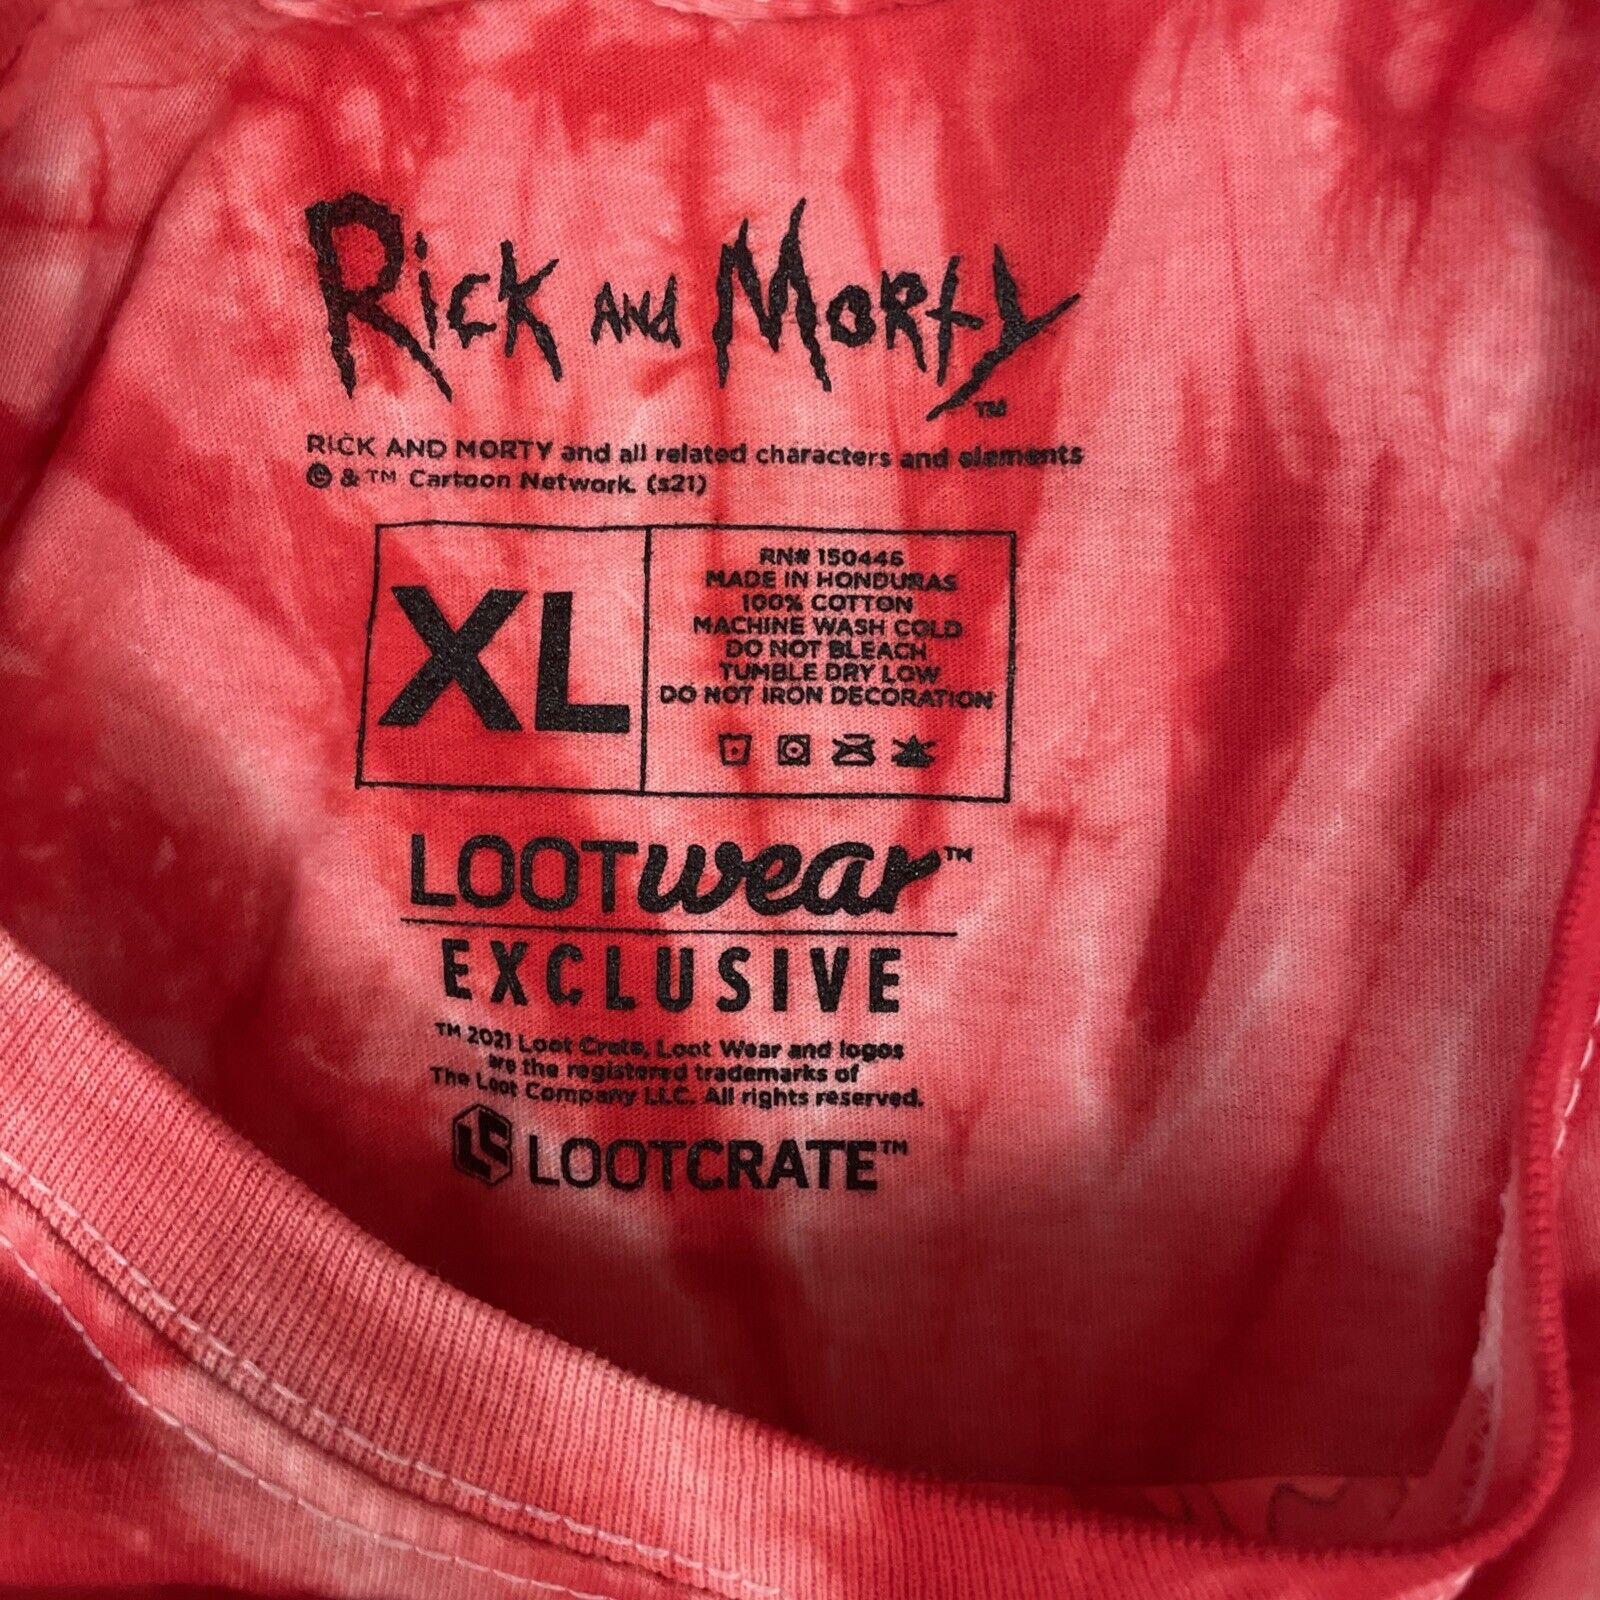 Rick and Morty™
RICK AND MORTY and all related characters and elements
© & ™ Cartoon Network. (s21)
XL
RN# 150446
MADE IN HONDURAS
100% COTTON
MACHINE WASH COLD
DO NOT BLEACH
TUMBLE DRY LOW
DO NOT IRON DECORATION
LOOTwear™
EXCLUSIVE
™ 2021 Loot Crate, Loot Wear and logos
are the registered trademarks of
The Loot Company LLC. All rights reserved.
LOOTCRATE™